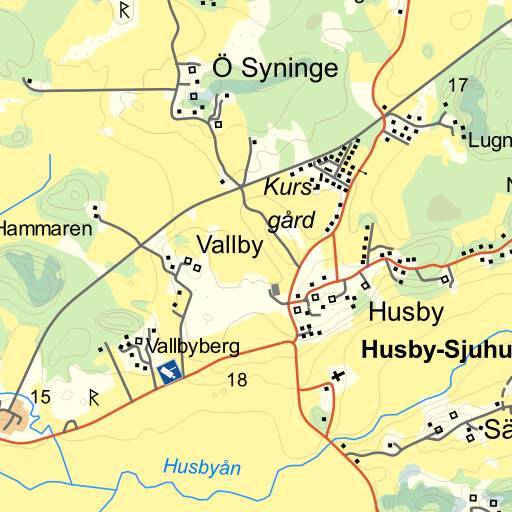 R
Ö Syninge
17
Lugn
Kurs-
gård
Hammaren
Vallby
Husby
Vallbyberg
Husby-Sjuhu
18
15
R
Sä
Husbyån